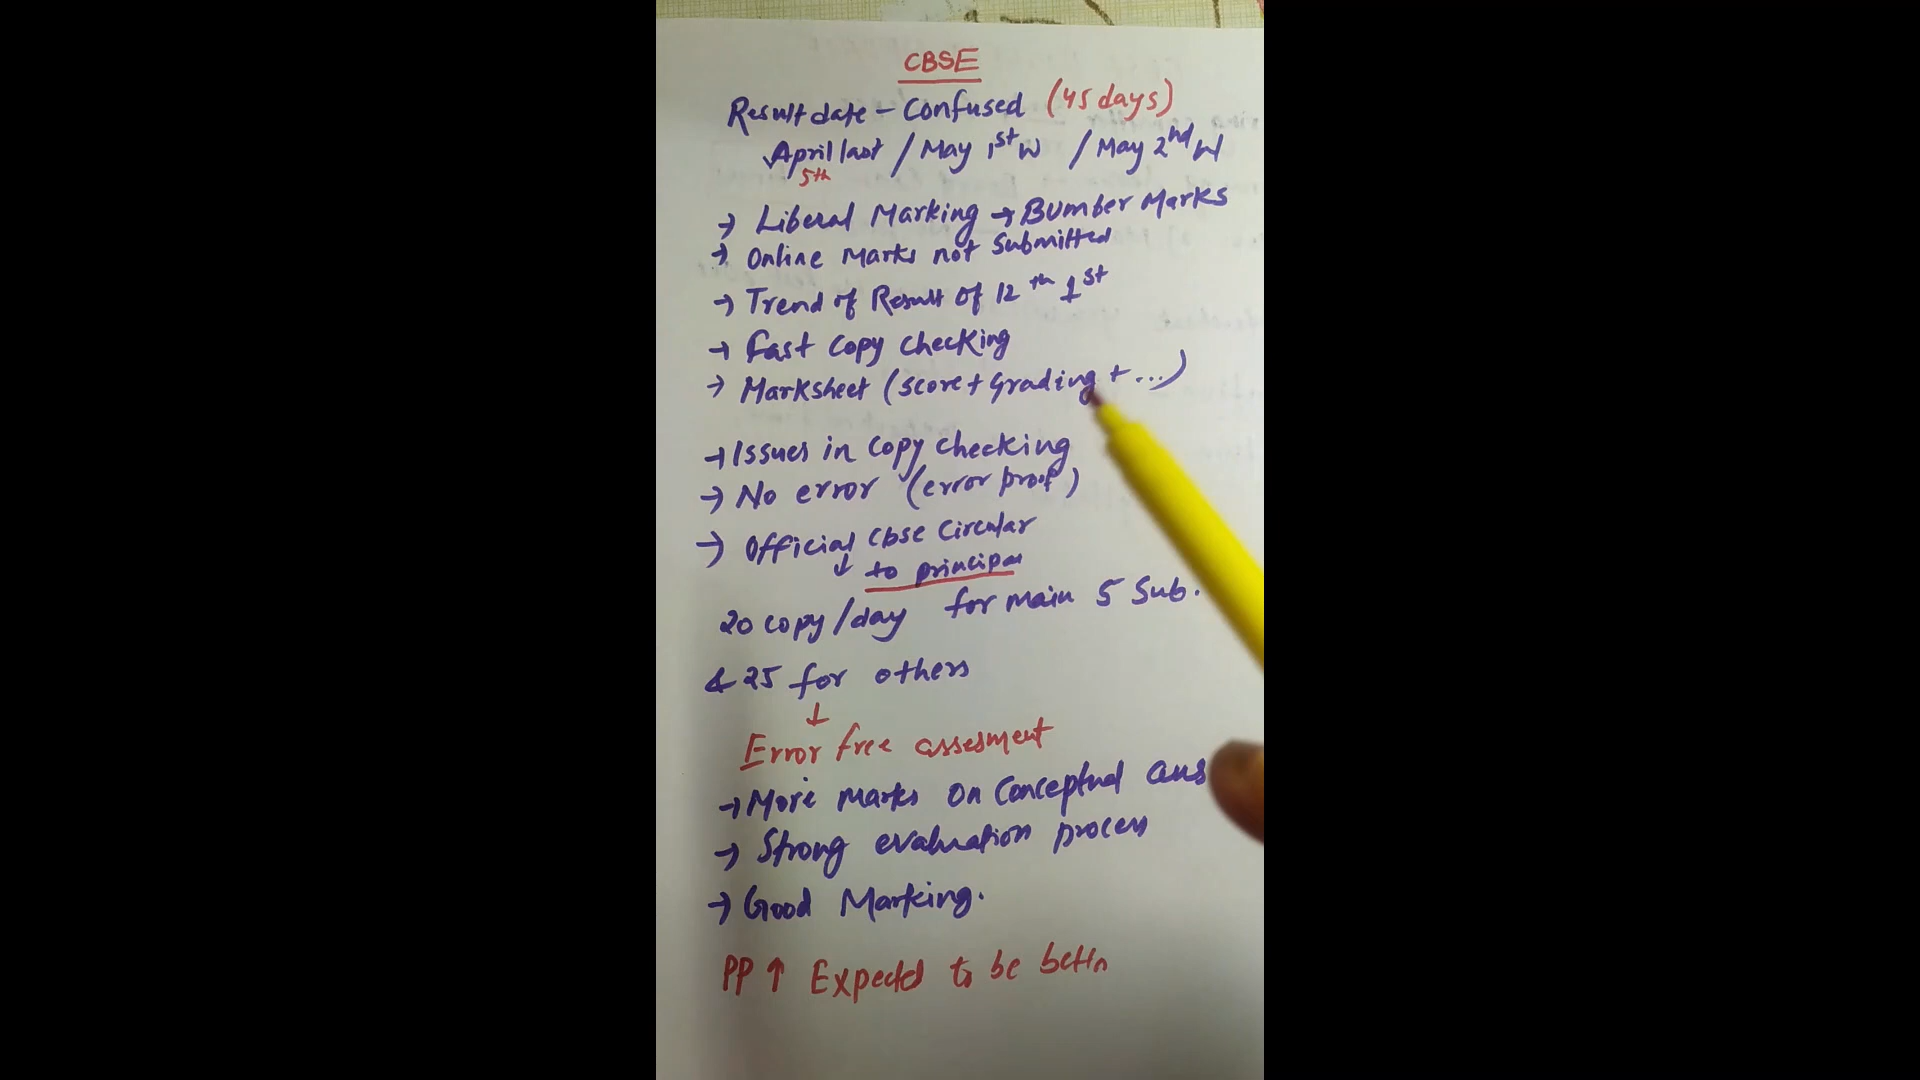 CBSE
Result date - Confused (45 days)
April last / May 1st W / May 2nd W
5th
→ Liberal Marking → Bumber Marks
→ Online Marks not Submitted
→ Trend of Result of 12th 1st
→ Fast Copy Checking
→ Marksheet (Score + Grading + ...)
→ Issues in Copy Checking
→ No error (error proof)
→ Official Cbse Circular
↓ to principal
20 copy/day for main 5 Sub.
& 25 for others
↓
Error free assesment
→ More marks on Conceptual
→ Strong evaluation process
→ Good Marking.
PP ↑ Expected to be